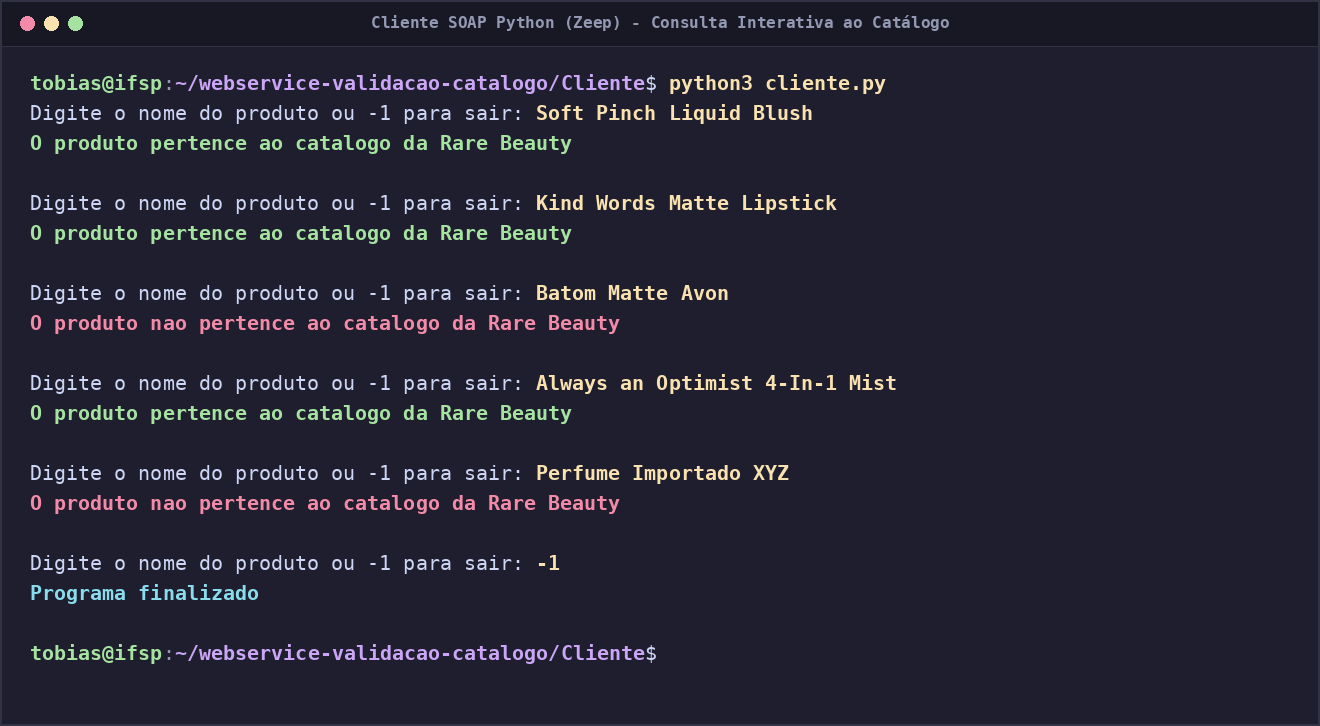 Cliente SOAP Python (Zeep) - Consulta Interativa ao Catálogo
tobias@ifsp:~/webservice-validacao-catalogo/Cliente$ python3 cliente.py
Digite o nome do produto ou -1 para sair: Soft Pinch Liquid Blush
O produto pertence ao catalogo da Rare Beauty
Digite o nome do produto ou -1 para sair: Kind Words Matte Lipstick
O produto pertence ao catalogo da Rare Beauty
Digite o nome do produto ou -1 para sair: Batom Matte Avon
O produto nao pertence ao catalogo da Rare Beauty
Digite o nome do produto ou -1 para sair: Always an Optimist 4-In-1 Mist
O produto pertence ao catalogo da Rare Beauty
Digite o nome do produto ou -1 para sair: Perfume Importado XYZ
O produto nao pertence ao catalogo da Rare Beauty
Digite o nome do produto ou -1 para sair: -1
Programa finalizado
tobias@ifsp:~/webservice-validacao-catalogo/Cliente$